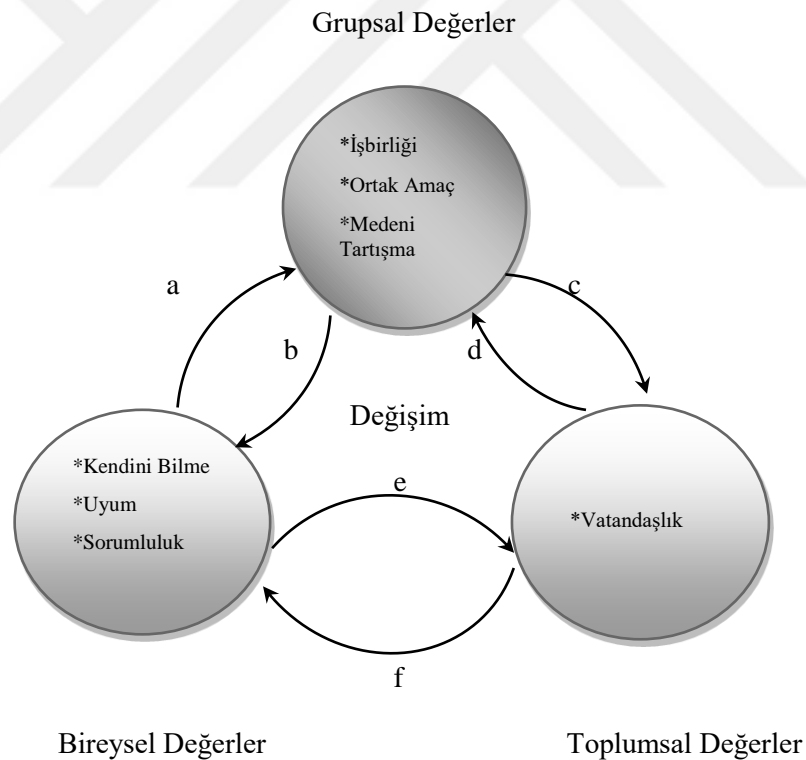 Grupsal Değerler
*İşbirliği
*Ortak Amaç
*Medeni
Tartışma
a
c
b
d
Değişim
*Kendini Bilme
*Uyum
*Sorumluluk
e
*Vatandaşlık
f
Bireysel Değerler
Toplumsal Değerler